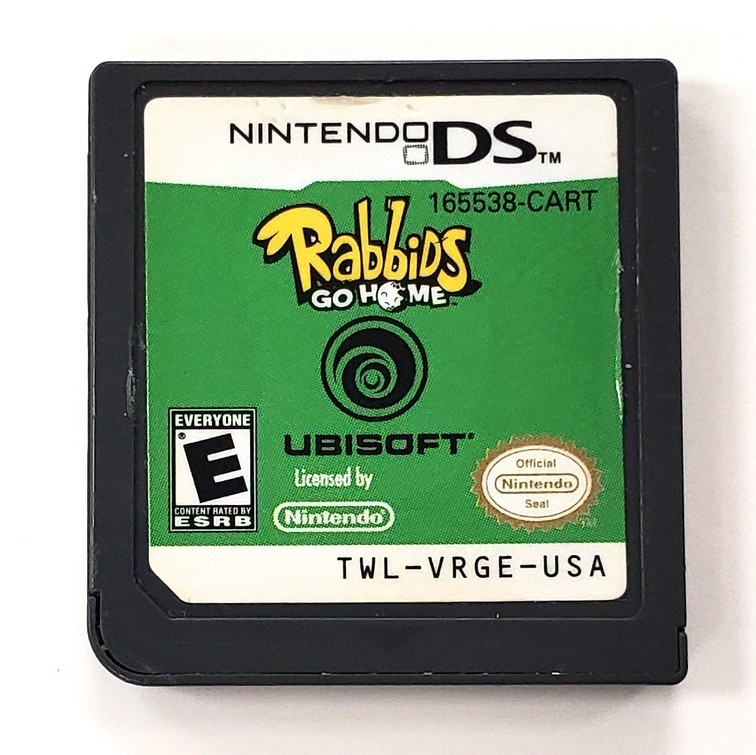 NINTENDO DS TM
165538-CART
Rabbids
GO HOME
UBISOFT
EVERYONE
E
CONTENT RATED BY
ESRB
Licensed by
Nintendo
Official
Nintendo
Seal
TWL-VRGE-USA